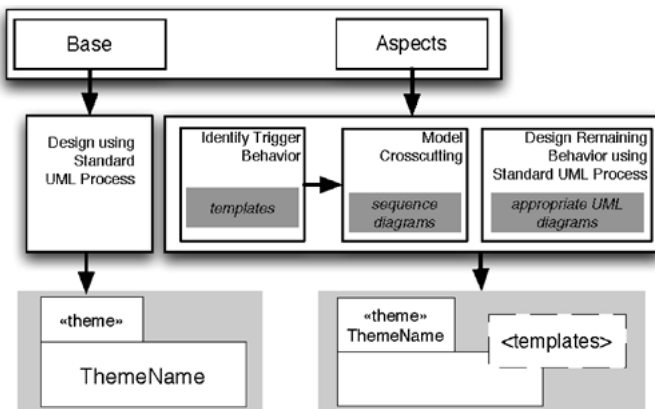 Base
Aspects
Design using
Standard
UML Process
Identify Trigger
Behavior
templates
Model
Crosscutting
sequence
diagrams
Design Remaining
Behavior using
Standard UML Process
appropriate UML
diagrams
«theme»
ThemeName
«theme»
ThemeName
<templates>